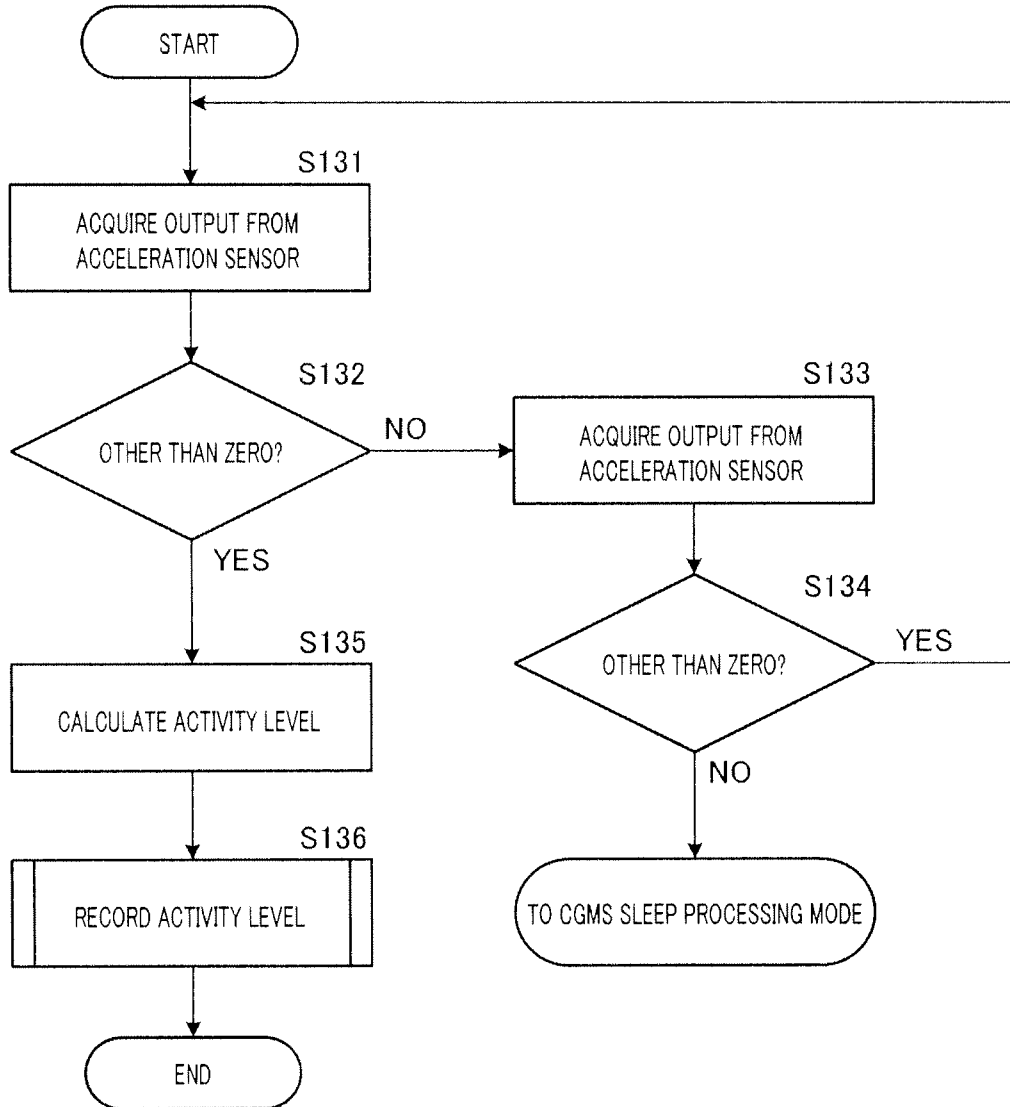 START
S131
ACQUIRE OUTPUT FROM
ACCELERATION SENSOR
S132
OTHER THAN ZERO?
NO
YES
S133
ACQUIRE OUTPUT FROM
ACCELERATION SENSOR
S134
OTHER THAN ZERO?
YES
NO
TO CGMS SLEEP PROCESSING MODE
S135
CALCULATE ACTIVITY LEVEL
S136
RECORD ACTIVITY LEVEL
END